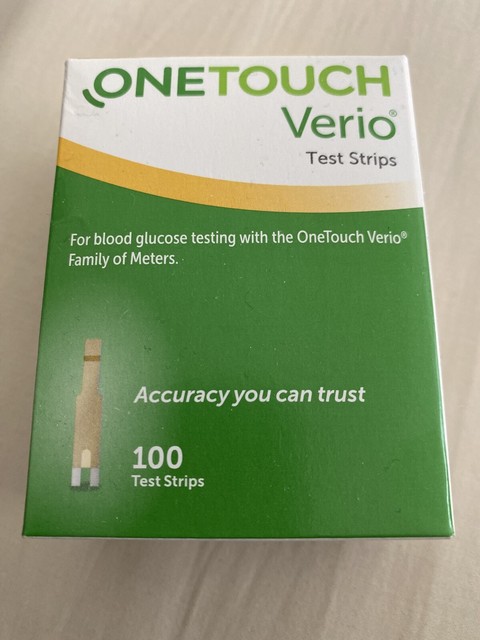 ONETOUCH
Verio®
Test Strips
For blood glucose testing with the OneTouch Verio®
Family of Meters.
Accuracy you can trust
100
Test Strips